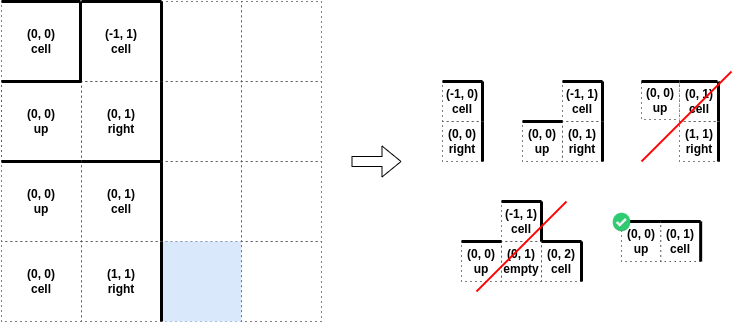 (0, 0)
cell
(-1, 1)
cell
(0, 0)
up
(0, 1)
right
(0, 0)
up
(0, 1)
cell
(0, 0)
cell
(1, 1)
right
(-1, 0)
cell
(0, 0)
right
(-1, 1)
cell
(0, 0)
up
(0, 1)
right
(0, 0)
up
(0, 1)
cell
(1, 1)
right
(-1, 1)
cell
(0, 0)
up
(0, 1)
empty
(0, 2)
cell
(0, 0)
up
(0, 1)
cell